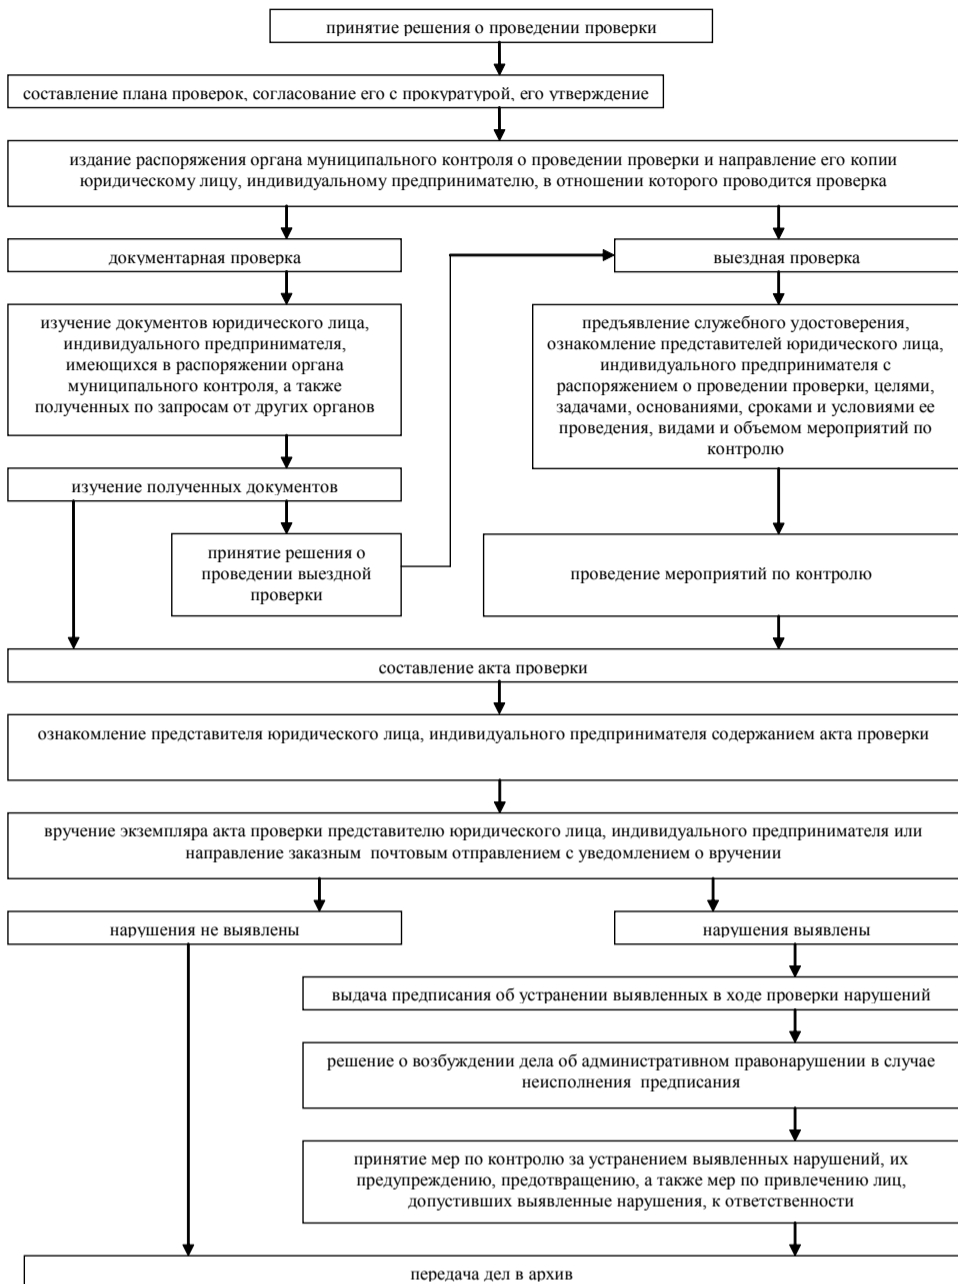 принятие решения о проведении проверки
составление плана проверок, согласование его с прокуратурой, его утверждение
издание распоряжения органа муниципального контроля о проведении проверки и направление его копии
юридическому лицу, индивидуальному предпринимателю, в отношении которого проводится проверка
документарная проверка
выездная проверка
изучение документов юридического лица,
индивидуального предпринимателя,
имеющихся в распоряжении органа
муниципального контроля, а также
полученных по запросам от других органов
предъявление служебного удостоверения,
ознакомление представителей юридического лица,
индивидуального предпринимателя с
распоряжением о проведении проверки, целями,
задачами, основаниями, сроками и условиями ее
проведения, видами и объемом мероприятий по
контролю
изучение полученных документов
принятие решения о
проведении выездной
проверки
проведение мероприятий по контролю
составление акта проверки
ознакомление представителя юридического лица, индивидуального предпринимателя содержанием акта проверки
вручение экземпляра акта проверки представителю юридического лица, индивидуального предпринимателя или
направление заказным почтовым отправлением с уведомлением о вручении
нарушения не выявлены
нарушения выявлены
выдача предписания об устранении выявленных в ходе проверки нарушений
решение о возбуждении дела об административном правонарушении в случае
неисполнения предписания
принятие мер по контролю за устранением выявленных нарушений, их
предупреждению, предотвращению, а также мер по привлечению лиц,
допустивших выявленные нарушения, к ответственности
передача дел в архив